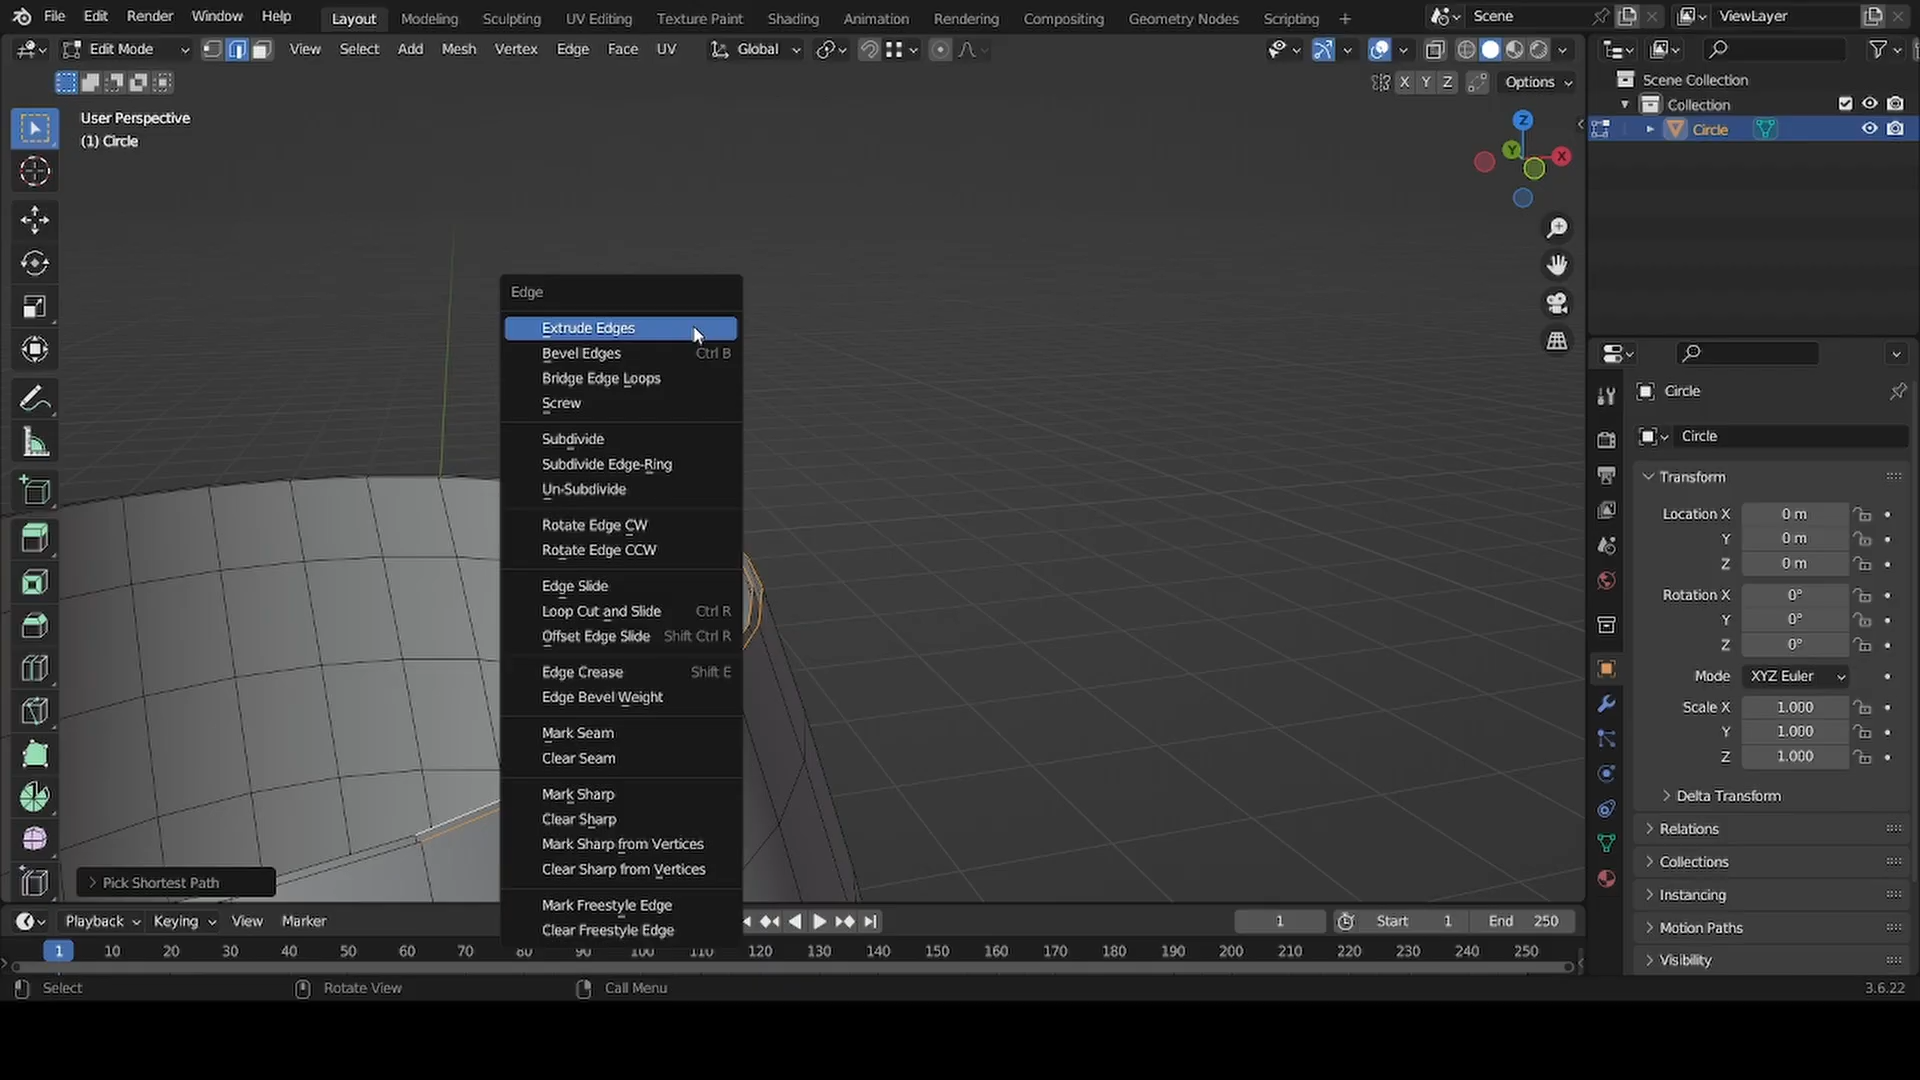 File Edit Render Window Help Layout Modeling Sculpting UV Editing Texture Paint Shading Animation Rendering Compositing Geometry Nodes Scripting + Scene ViewLayer
Edit Mode View Select Add Mesh Vertex Edge Face UV Global
X Y Z Options
User Perspective
(1) Circle
Z
Y
X
Edge
Extrude Edges
Bevel Edges Ctrl B
Bridge Edge Loops
Screw
Subdivide
Subdivide Edge-Ring
Un-Subdivide
Rotate Edge CW
Rotate Edge CCW
Edge Slide
Loop Cut and Slide Ctrl R
Offset Edge Slide Shift Ctrl R
Edge Crease Shift E
Edge Bevel Weight
Mark Seam
Clear Seam
Mark Sharp
Clear Sharp
Mark Sharp from Vertices
Clear Sharp from Vertices
Mark Freestyle Edge
Clear Freestyle Edge
Pick Shortest Path
Scene Collection
Collection
Circle
Circle
Circle
Transform
Location X 0 m
Y 0 m
Z 0 m
Rotation X 0°
Y 0°
Z 0°
Mode XYZ Euler
Scale X 1.000
Y 1.000
Z 1.000
Delta Transform
Relations
Collections
Instancing
Motion Paths
Visibility
Playback Keying View Marker 1 Start 1 End 250
1 10 20 30 40 50 60 70 80 90 100 110 120 130 140 150 160 170 180 190 200 210 220 230 240 250
Select Rotate View Call Menu 3.6.22